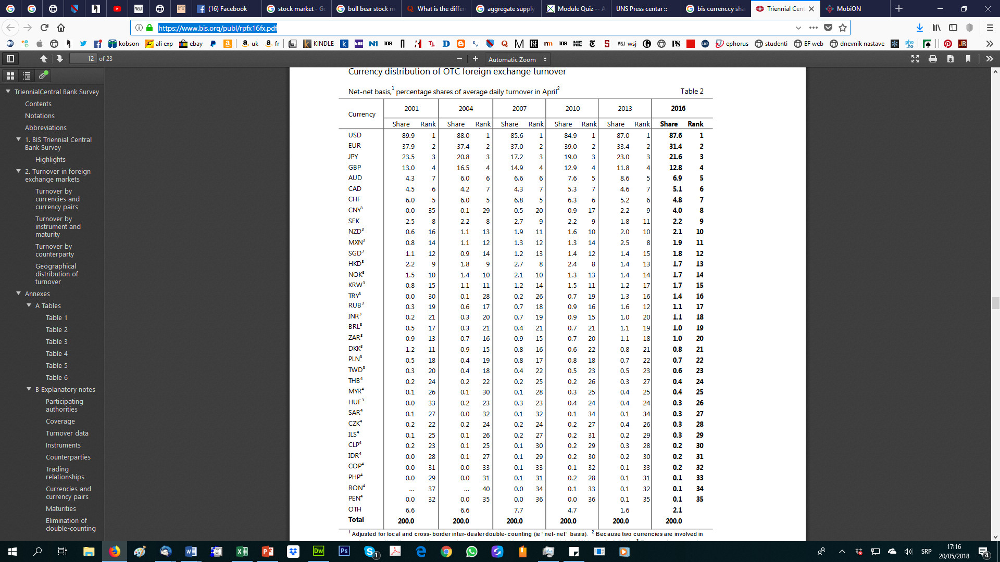 (16) Facebook
stock market - Go
bull bear stock m
What is the differ
aggregate supply
Module Quiz -- A
UNS Press centar ::
bis currenccy sha
Triennial Cent
MobiON
https://www.bis.org/publ/rpfx16fx.pdf
kobson ali exp ebay uk fr KINDLE wsj ephorus studenti EF web dnevnik nastave
12 of 23
Automatic Zoom
TriennialCentral Bank Survey
Contents
Notations
Abbreviations
1. BIS Triennial Central
Bank Survey
Highlights
2. Turnover in foreign
exchange markets
Turnover by
currencies and
currency pairs
Turnover by
instrument and
maturity
Turnover by
counterparty
Geographical
distribution of
turnover
Annexes
A Tables
Table 1
Table 2
Table 3
Table 4
Table 5
Table 6
B Explanatory notes
Participating
authorities
Coverage
Turnover data
Instruments
Counterparties
Trading
relationships
Currencies and
currency pairs
Maturities
Elimination of
double-counting
Currency distribution of OTC foreign exchange turnover
Net-net basis,1 percentage shares of average daily turnover in April2 Table 2
Currency 2001 2004 2007 2010 2013 2016
Share Rank Share Rank Share Rank Share Rank Share Rank Share Rank
USD 89.9 1 88.0 1 85.6 1 84.9 1 87.0 1 87.6 1
EUR 37.9 2 37.4 2 37.0 2 39.0 2 33.4 2 31.4 2
JPY 23.5 3 20.8 3 17.2 3 19.0 3 23.0 3 21.6 3
GBP 13.0 4 16.5 4 14.9 4 12.9 4 11.8 4 12.8 4
AUD 4.3 7 6.0 6 6.6 6 7.6 5 8.6 5 6.9 5
CAD 4.5 6 4.2 7 4.3 7 5.3 7 4.6 7 5.1 6
CHF 6.0 5 6.0 5 6.8 5 6.3 6 5.2 6 4.8 7
CNY3 0.0 35 0.1 29 0.5 20 0.9 17 2.2 9 4.0 8
SEK 2.5 8 2.2 8 2.7 9 2.2 9 1.8 11 2.2 9
NZD3 0.6 16 1.1 13 1.9 11 1.6 10 2.0 10 2.1 10
MXN3 0.8 14 1.1 12 1.3 12 1.3 14 2.5 8 1.9 11
SGD3 1.1 12 0.9 14 1.2 13 1.4 12 1.4 15 1.8 12
HKD3 2.2 9 1.8 9 2.7 8 2.4 8 1.4 13 1.7 13
NOK3 1.5 10 1.4 10 2.1 10 1.3 13 1.4 14 1.7 14
KRW3 0.8 15 1.1 11 1.2 14 1.5 11 1.2 17 1.7 15
TRY3 0.0 30 0.1 28 0.2 26 0.7 19 1.3 16 1.4 16
RUB3 0.3 19 0.6 17 0.7 18 0.9 16 1.6 12 1.1 17
INR3 0.2 21 0.3 20 0.7 19 0.9 15 1.0 20 1.1 18
BRL3 0.5 17 0.3 21 0.4 21 0.7 21 1.1 19 1.0 19
ZAR3 0.9 13 0.7 16 0.9 15 0.7 20 1.1 18 1.0 20
DKK3 1.2 11 0.9 15 0.8 16 0.6 22 0.8 21 0.8 21
PLN3 0.5 18 0.4 19 0.8 17 0.8 18 0.7 22 0.7 22
TWD3 0.3 20 0.4 18 0.4 22 0.5 23 0.5 23 0.6 23
THB4 0.2 24 0.2 22 0.2 25 0.2 26 0.3 27 0.4 24
MYR4 0.1 26 0.1 30 0.1 28 0.3 25 0.4 25 0.4 25
HUF3 0.0 33 0.2 23 0.3 23 0.4 24 0.4 24 0.3 26
SAR4 0.1 27 0.0 32 0.1 32 0.1 34 0.1 34 0.3 27
CZK4 0.2 22 0.2 24 0.2 24 0.2 27 0.4 26 0.3 28
ILS4 0.1 25 0.1 26 0.2 27 0.2 31 0.2 29 0.3 29
CLP4 0.2 23 0.1 25 0.1 30 0.2 29 0.3 28 0.2 30
IDR4 0.0 28 0.1 27 0.1 29 0.2 30 0.2 30 0.2 31
COP4 0.0 31 0.0 33 0.1 33 0.1 32 0.1 33 0.2 32
PHP4 0.0 29 0.0 31 0.1 31 0.2 28 0.1 31 0.1 33
RON4 ... 37 ... 40 0.0 34 0.1 33 0.1 32 0.1 34
PEN4 0.0 32 0.0 35 0.0 36 0.0 36 0.1 35 0.1 35
OTH 6.6 6.6 7.7 4.7 1.6 2.1
Total 200.0 200.0 200.0 200.0 200.0 200.0
1 Adjusted for local and cross-border inter-dealer double-counting (ie “net-net” basis). 2 Because two currencies are involved in
SRP
17:16
20/05/2018